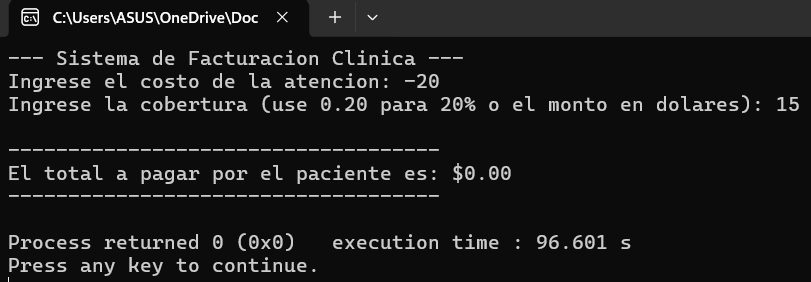 C:\Users\ASUS\OneDrive\Doc
--- Sistema de Facturacion Clinica ---
Ingrese el costo de la atencion: -20
Ingrese la cobertura (use 0.20 para 20% o el monto en dolares): 15
------------------------------------
El total a pagar por el paciente es: $0.00
------------------------------------
Process returned 0 (0x0)   execution time : 96.601 s
Press any key to continue.